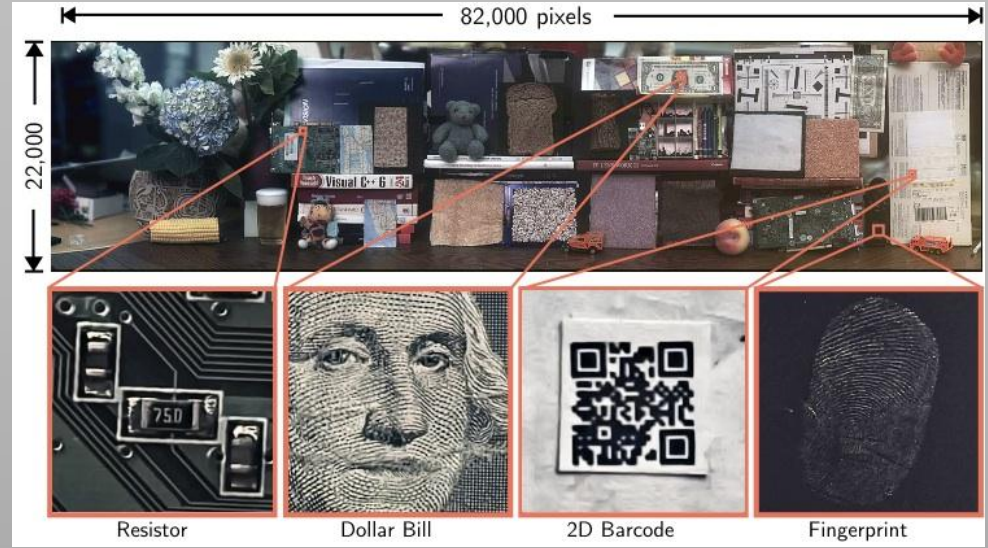 82,000 pixels
22,000
Visual C++ 6
750
Resistor
Dollar Bill
2D Barcode
Fingerprint